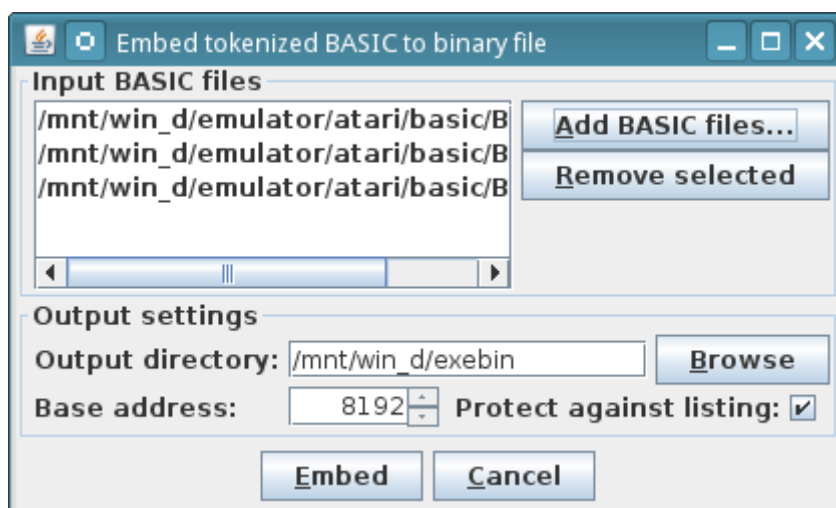 Embed tokenized BASIC to binary file
Input BASIC files
/mnt/win_d/emulator/atari/basic/B
/mnt/win_d/emulator/atari/basic/B
/mnt/win_d/emulator/atari/basic/B
Add BASIC files...
Remove selected
Output settings
Output directory: /mnt/win_d/exebin Browse
Base address: 8192 Protect against listing:
Embed Cancel